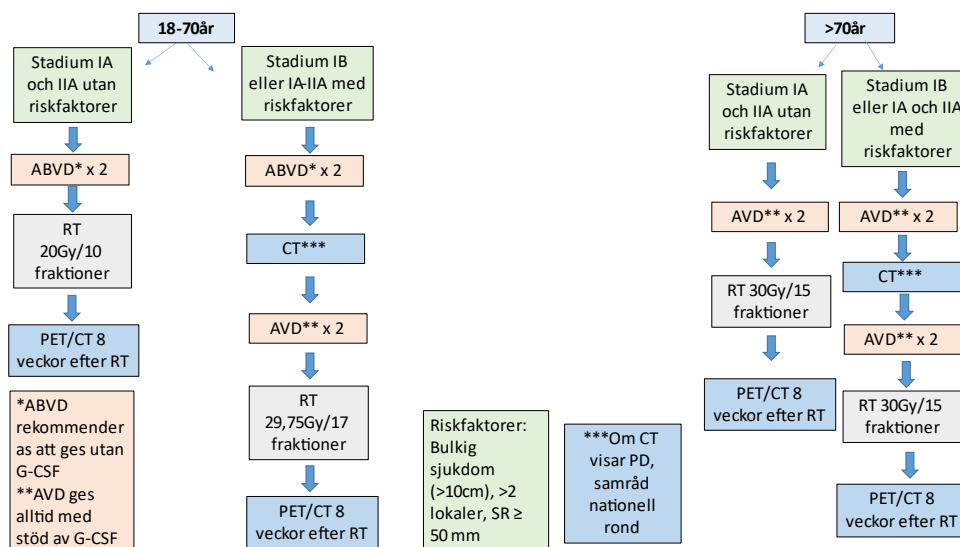 18-70år
Stadium IA
och IIA utan
riskfaktorer
ABVD* x 2
RT
20Gy/10
fraktioner
PET/CT 8
veckor efter RT
*ABVD
rekommender
as att ges utan
G-CSF
**AVD ges
alltid med
stöd av G-CSF
Stadium IB
eller IA-IIA med
riskfaktorer
ABVD* x 2
CT***
AVD** x 2
RT
29,75Gy/17
fraktioner
PET/CT 8
veckor efter RT
Riskfaktorer:
Bulkig
sjukdom
(>10cm), >2
lokaler, SR ≥
50 mm
***Om CT
visar PD,
samråd
nationell
rond
>70år
Stadium IA
och IIA utan
riskfaktorer
AVD** x 2
RT 30Gy/15
fraktioner
PET/CT 8
veckor efter RT
Stadium IB
eller IA och IIA
med
riskfaktorer
AVD** x 2
CT***
AVD** x 2
RT 30Gy/15
fraktioner
PET/CT 8
veckor efter RT